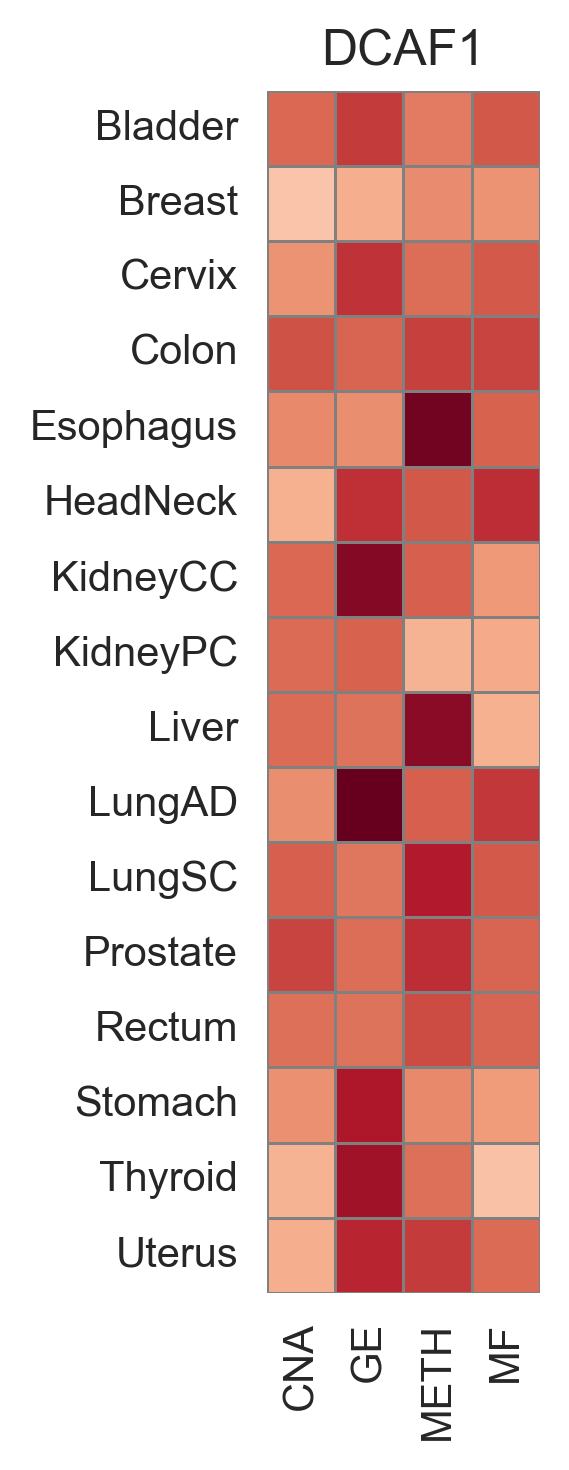 DCAF1
Bladder
Breast
Cervix
Colon
Esophagus
HeadNeck
KidneyCC
KidneyPC
Liver
LungAD
LungSC
Prostate
Rectum
Stomach
Thyroid
Uterus
CNA
GE
METH
MF